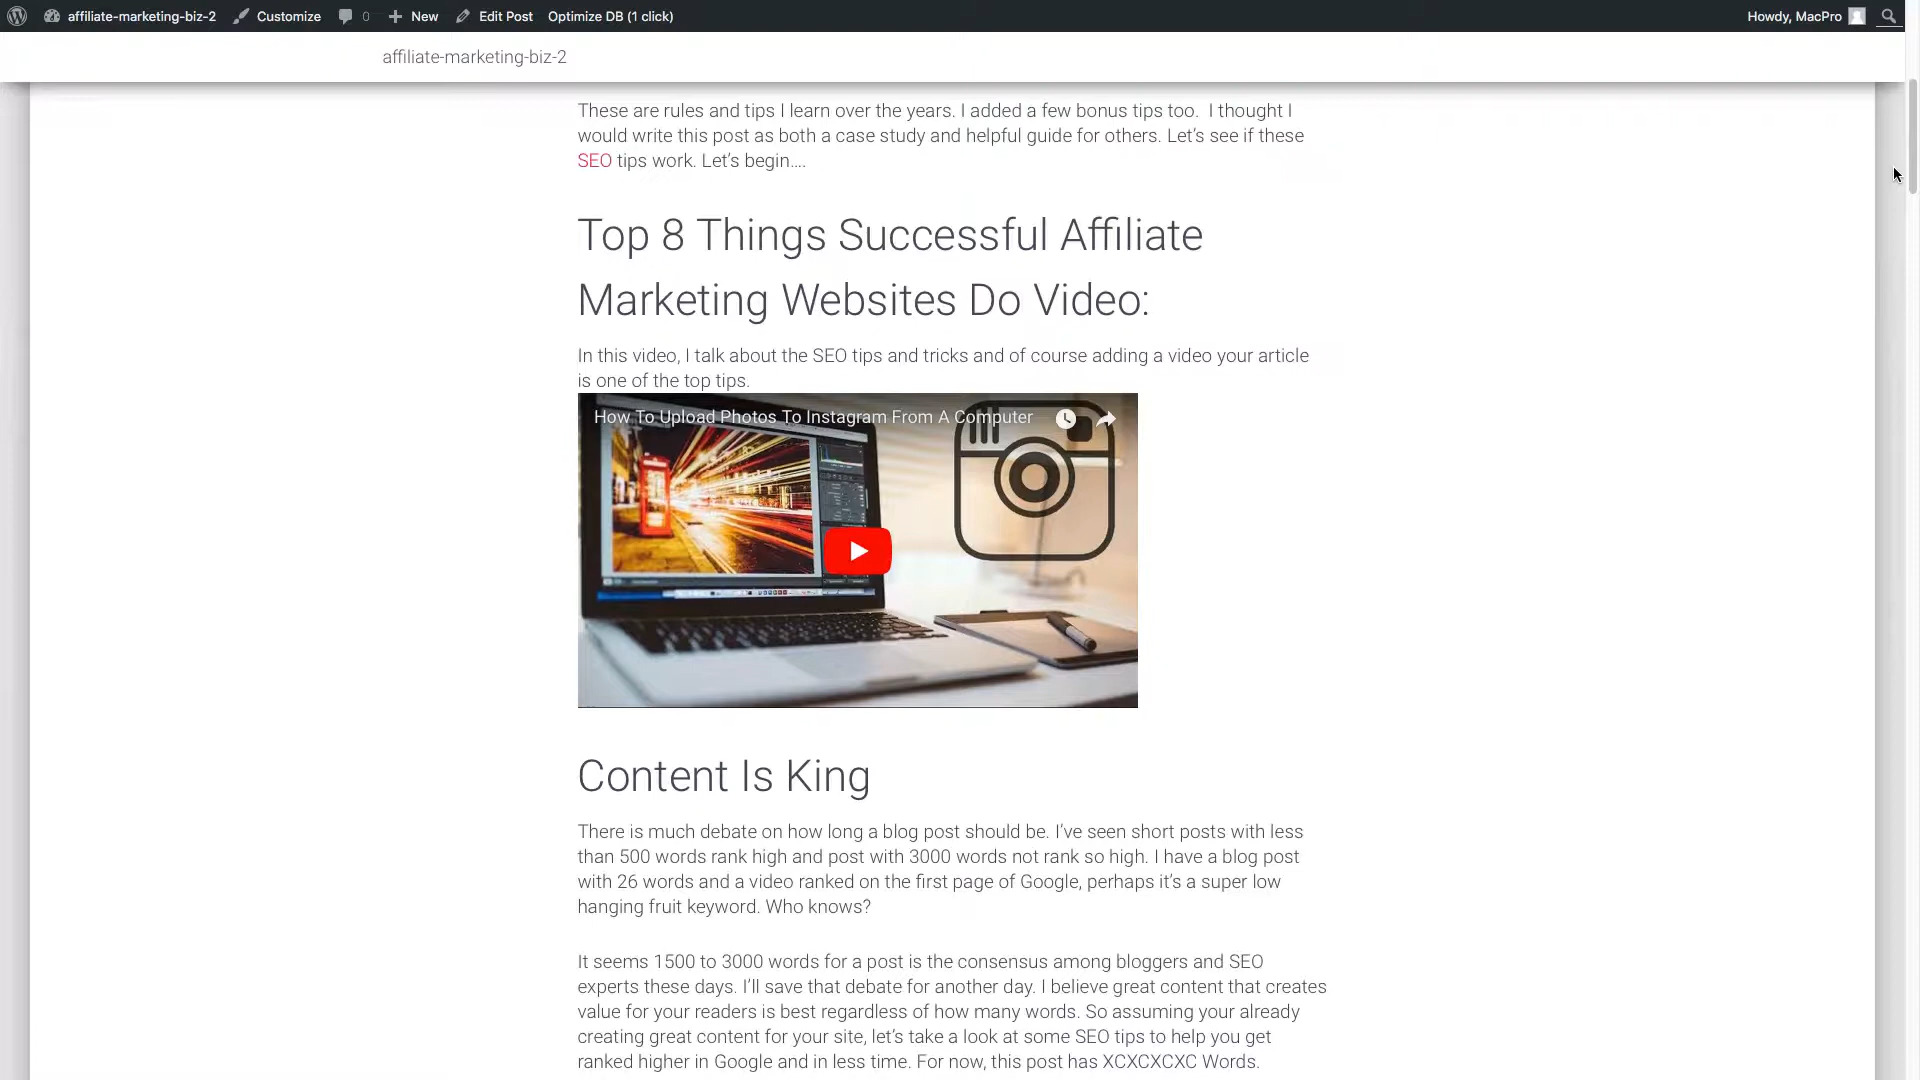 affiliate-marketing-biz-2
Customize
0
New
Edit Post
Optimize DB (1 click)
Howdy, MacPro
affiliate-marketing-biz-2
These are rules and tips I learn over the years. I added a few bonus tips too.  I thought I
would write this post as both a case study and helpful guide for others. Let's see if these
SEO tips work. Let's begin....
Top 8 Things Successful Affiliate
Marketing Websites Do Video:
In this video, I talk about the SEO tips and tricks and of course adding a video your article
is one of the top tips.
How To Upload Photos To Instagram From A Computer
Content Is King
There is much debate on how long a blog post should be. I've seen short posts with less
than 500 words rank high and post with 3000 words not rank so high. I have a blog post
with 26 words and a video ranked on the first page of Google, perhaps it's a super low
hanging fruit keyword. Who knows?
It seems 1500 to 3000 words for a post is the consensus among bloggers and SEO
experts these days. I'll save that debate for another day. I believe great content that creates
value for your readers is best regardless of how many words. So assuming your already
creating great content for your site, let's take a look at some SEO tips to help you get
ranked higher in Google and in less time. For now, this post has XCXCXCXC Words.